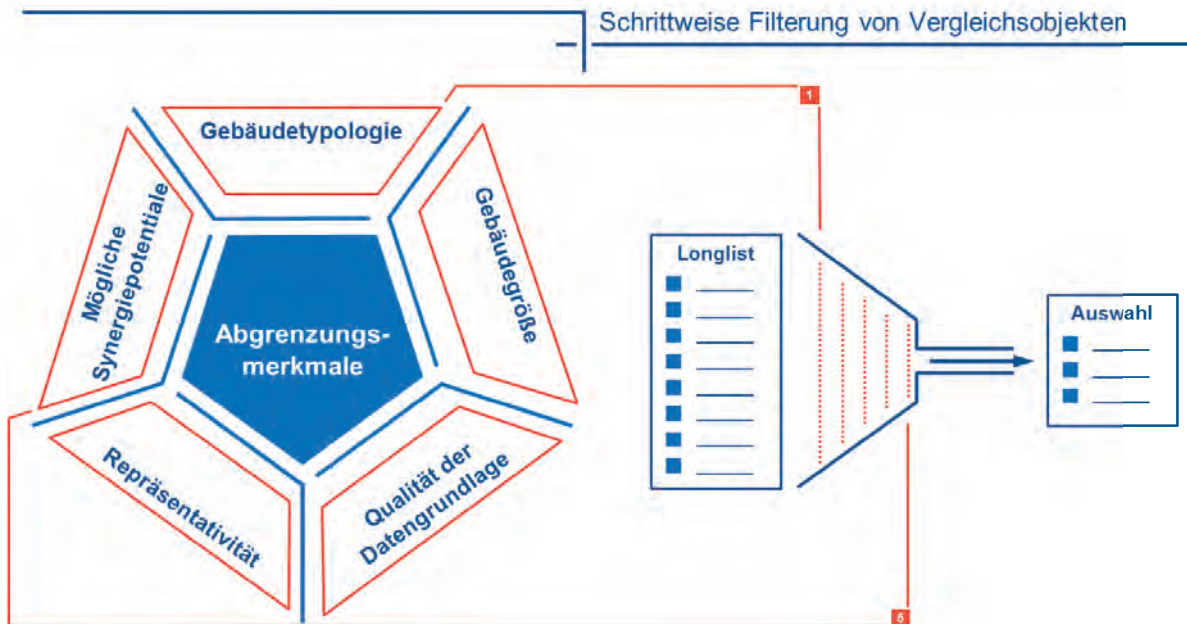 Schrittweise Filterung von Vergleichsobjekten
1
Gebäudetypologie
Gebäudegröße
Qualität der
Datengrundlage
Repräsentativität
Mögliche
Synergiepotentiale
Abgrenzungs-
merkmale
Longlist
Auswahl
5